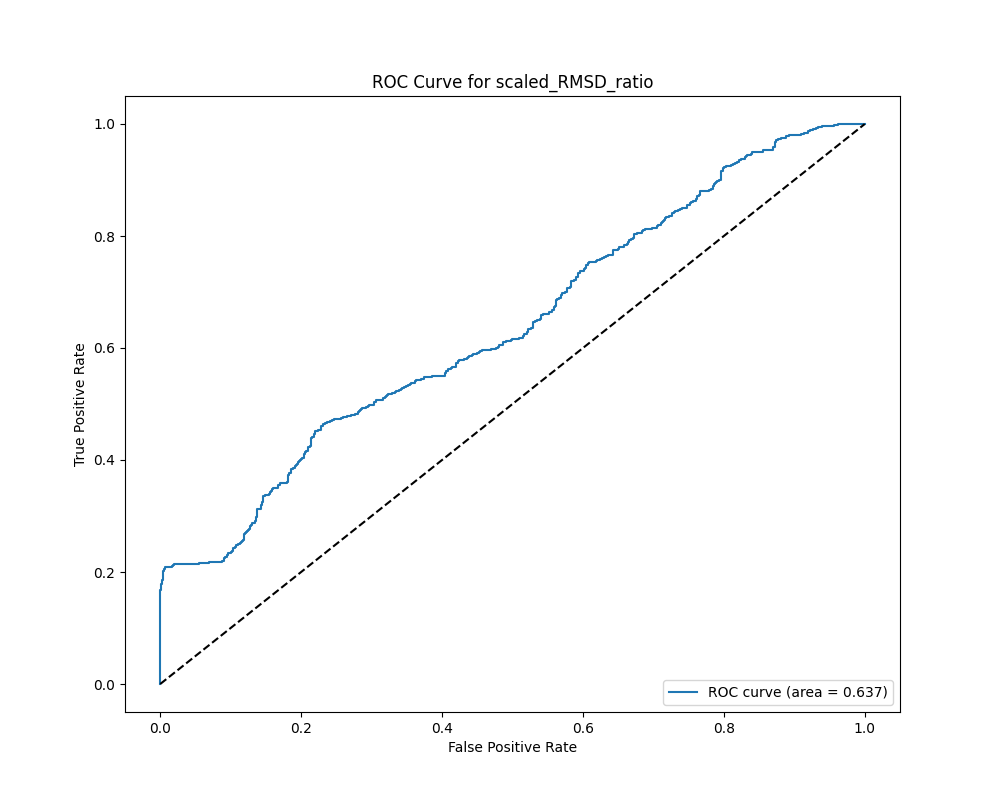 ROC Curve for scaled_RMSD_ratio
True Positive Rate
1.0
0.8
0.6
0.4
0.2
0.0
0.0 0.2 0.4 0.6 0.8 1.0
False Positive Rate
ROC curve (area = 0.637)